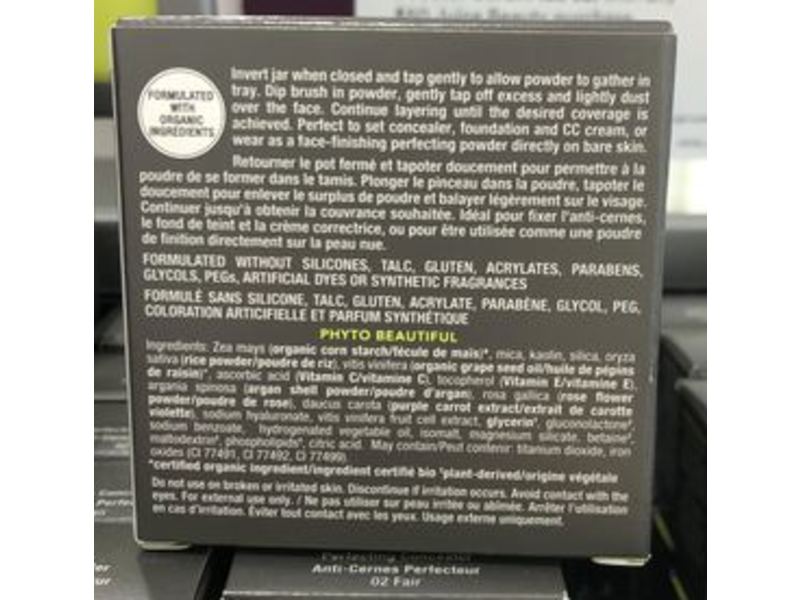 FORMULATED
WITH
ORGANIC
INGREDIENTS
Invert jar when closed and tap gently to allow powder to gather in
tray. Dip brush in powder, gently tap off excess and lightly dust
over the face. Continue layering until the desired coverage is
achieved. Perfect to set concealer, foundation and CC cream, or
wear as a face-finishing perfecting powder directly on bare skin.
Retourner le pot fermé et tapoter doucement pour permettre à la
poudre de se former dans le tamis. Plonger le pinceau dans la poudre, tapoter le
doucement pour enlever le surplus de poudre et balayer légèrement sur le visage.
Continuer jusqu'à obtenir la couvrance souhaitée. Idéal pour fixer l'anti-cernes,
le fond de teint et la crème correctrice, ou pour être utilisée comme une poudre
de finition directement sur la peau nue.
FORMULATED WITHOUT SILICONES, TALC, GLUTEN, ACRYLATES, PARABENS,
GLYCOLS, PEGs, ARTIFICIAL DYES OR SYNTHETIC FRAGRANCES
FORMULÉ SANS SILICONE, TALC, GLUTEN, ACRYLATE, PARABÈNE, GLYCOL, PEG,
COLORATION ARTICIFIELLE ET PARFUM SYNTHÉTIQUE
PHYTO BEAUTIFUL
Ingredients: Zea mays (organic corn starch/fécule de maïs)*, mica, kaolin, silica, oryza
sativa (rice powder/poudre de riz), vitis vinifera (organic grape seed oil/huile de pépins
de raisin)*, ascorbic acid (Vitamin C/vitamine C), tocopherol (Vitamin E/vitamine E),
argania spinosa (argan shell powder/poudre d'argan), rosa gallica (rose flower
powder/poudre de rose), daucus carota (purple carrot extract/extrait de carotte
violette), sodium hyaluronate, vitis vinifera fruit cell extract, glycerin*, gluconolactone¹
sodium benzoate, hydrogenated vegetable oil, isomalt, magnesium silicate, betaine¹,
maltodextrin¹, phospholipids¹, citric acid. May contain/Peut contenir: titanium dioxide, iron
oxides (CI 77491, CI 77492, CI 77499)
*certified organic ingredient/ingredient certifié bio ¹plant-derived/origine végétale
Do not use on broken or irritated skin. Discontinue if irritation occurs. Avoid contact with the
eyes. For external use only. / Ne pas utiliser sur peau irritée ou abîmée. Arrêter l'utilisation
en cas d'irritation. Éviter tout contact avec les yeux. Usage externe uniquement.
Perfecting Concealer
Anti-Cernes Perfecteur
02 Fair